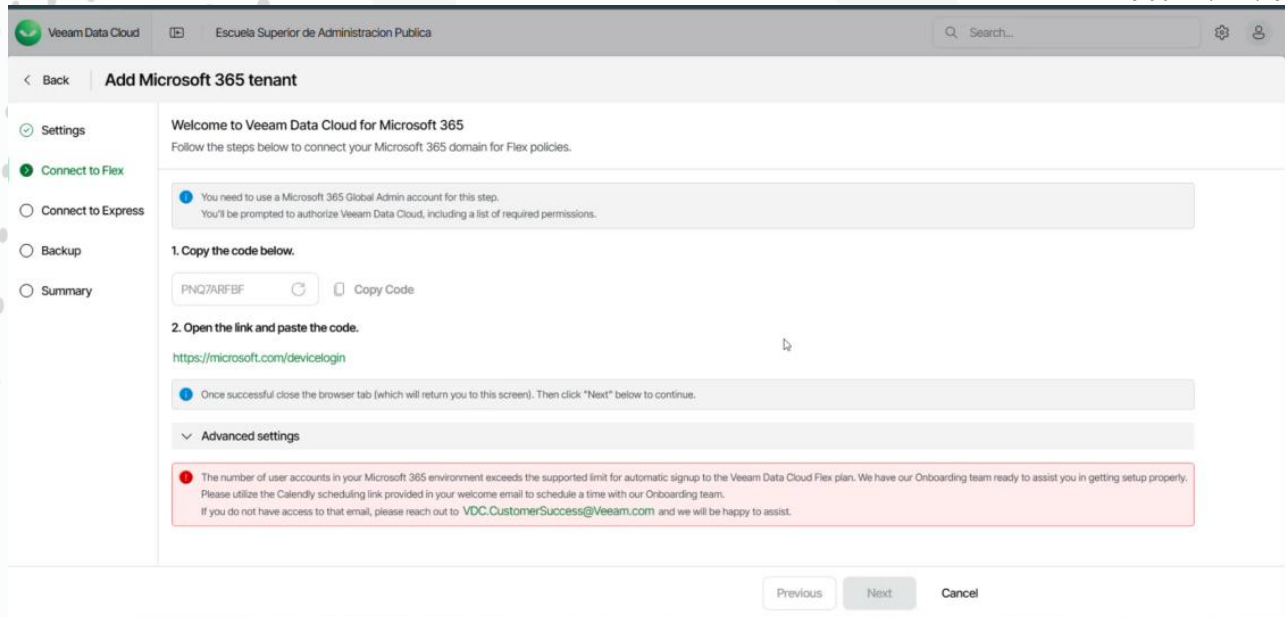 Veeam Data Cloud
Escuela Superior de Administracion Publica
Search...
Back
Add Microsoft 365 tenant
Settings
Connect to Flex
Connect to Express
Backup
Summary
Welcome to Veeam Data Cloud for Microsoft 365
Follow the steps below to connect your Microsoft 365 domain for Flex policies.
You need to use a Microsoft 365 Global Admin account for this step.
You'll be prompted to authorize Veeam Data Cloud, including a list of required permissions.
1. Copy the code below.
PNQ7ARFBF
Copy Code
2. Open the link and paste the code.
https://microsoft.com/devicelogin
Once successful close the browser tab (which will return you to this screen). Then click "Next" below to continue.
Advanced settings
The number of user accounts in your Microsoft 365 environment exceeds the supported limit for automatic signup to the Veeam Data Cloud Flex plan. We have our Onboarding team ready to assist you in getting setup properly.
Please utilize the Calendly scheduling link provided in your welcome email to schedule a time with our Onboarding team.
If you do not have access to that email, please reach out to VDC.CustomerSuccess@Veeam.com and we will be happy to assist.
Previous
Next
Cancel